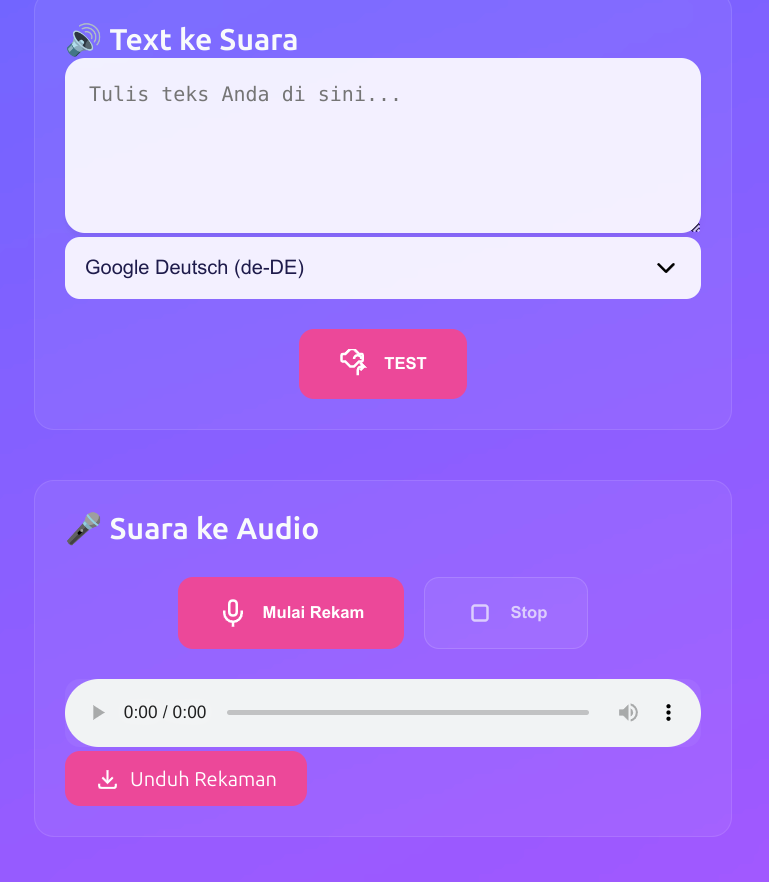 🔊 Text ke Suara
Tulis teks Anda di sini...
Google Deutsch (de-DE)
TEST
🎤 Suara ke Audio
Mulai Rekam
Stop
0:00 / 0:00
Unduh Rekaman